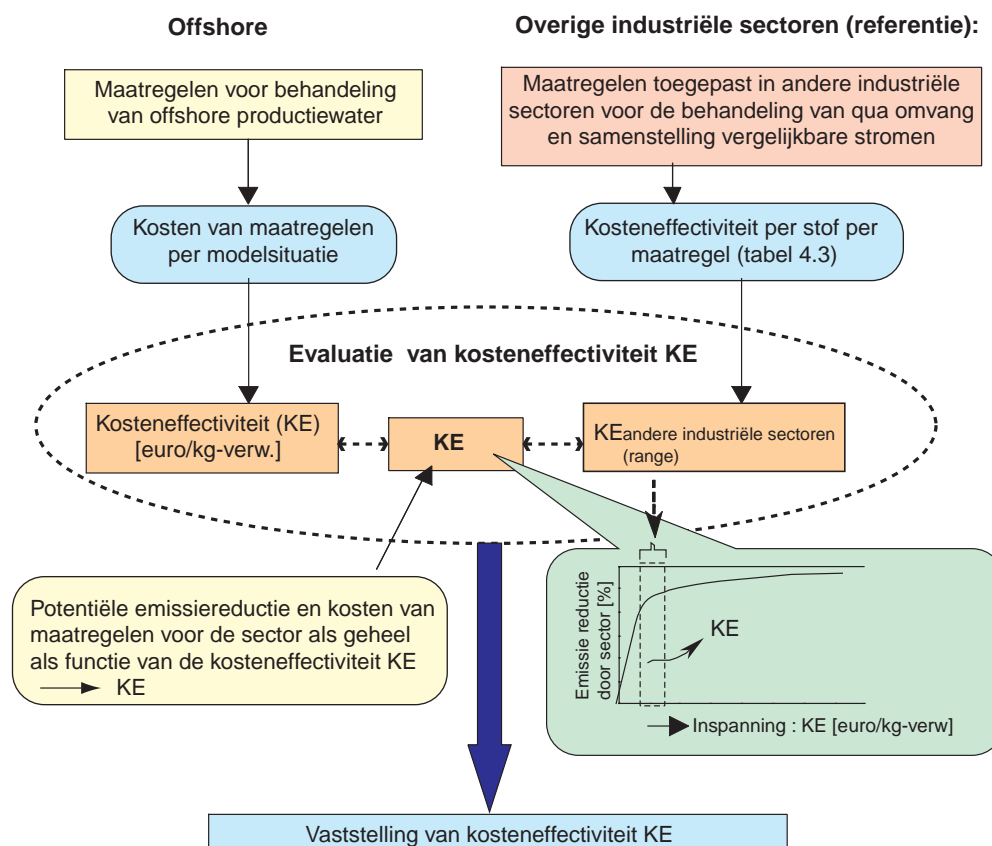 Offshore
Overige industriële sectoren (referentie):
Maatregelen voor behandeling
van offshore productiewater
Maatregelen toegepast in andere industriële
sectoren voor de behandeling van qua omvang
en samenstelling vergelijkbare stromen
Kosten van maatregelen
per modelsituatie
Kosteneffectiviteit per stof per
maatregel (tabel 4.3)
Evaluatie van kosteneffectiviteit KE
Kosteneffectiviteit (KE)
[euro/kg-verw.]
KE
KE andere industriële sectoren
(range)
Potentiële emissiereductie en kosten van
maatregelen voor de sector als geheel
als functie van de kosteneffectiviteit KE
KE
Emissie reductie
door sector [%]
KE
Inspanning : KE [euro/kg-verw]
Vaststelling van kosteneffectiviteit KE